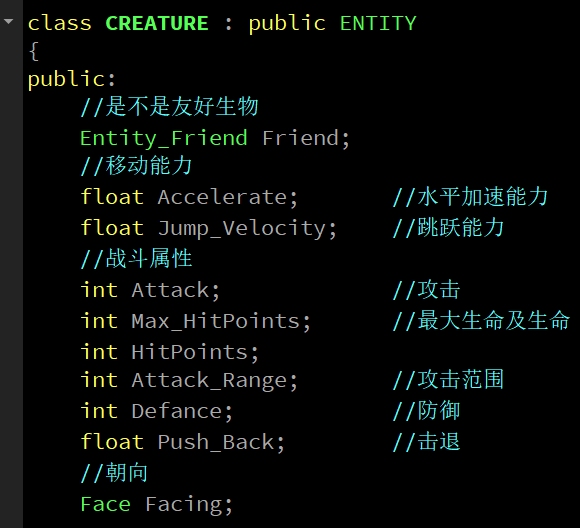 class CREATURE : public ENTITY
{
public:
    //是不是友好生物
    Entity_Friend Friend;
    //移动能力
    float Accelerate;       //水平加速能力
    float Jump_Velocity;    //跳跃能力
    //战斗属性
    int Attack;             //攻击
    int Max_HitPoints;      //最大生命及生命
    int HitPoints;
    int Attack_Range;       //攻击范围
    int Defance;            //防御
    float Push_Back;        //击退
    //朝向
    Face Facing;